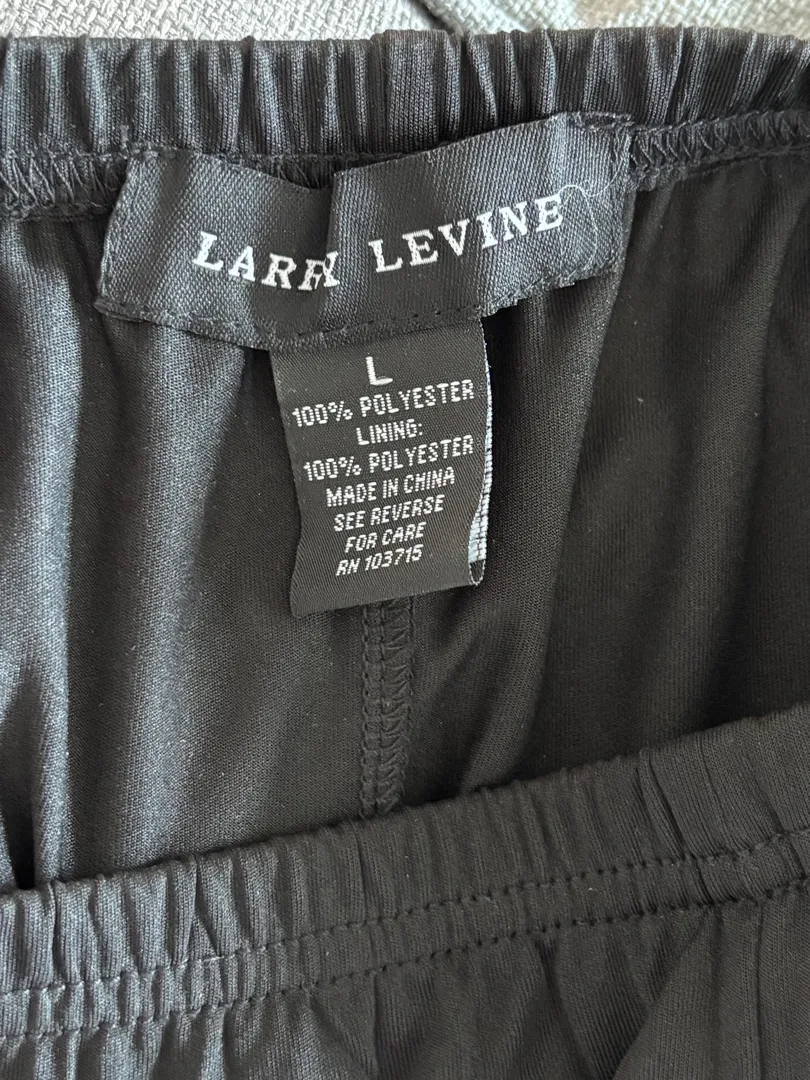 LARRY LEVINE
L
100% POLYESTER
LINING:
100% POLYESTER
MADE IN CHINA
SEE REVERSE
FOR CARE
RN 103715